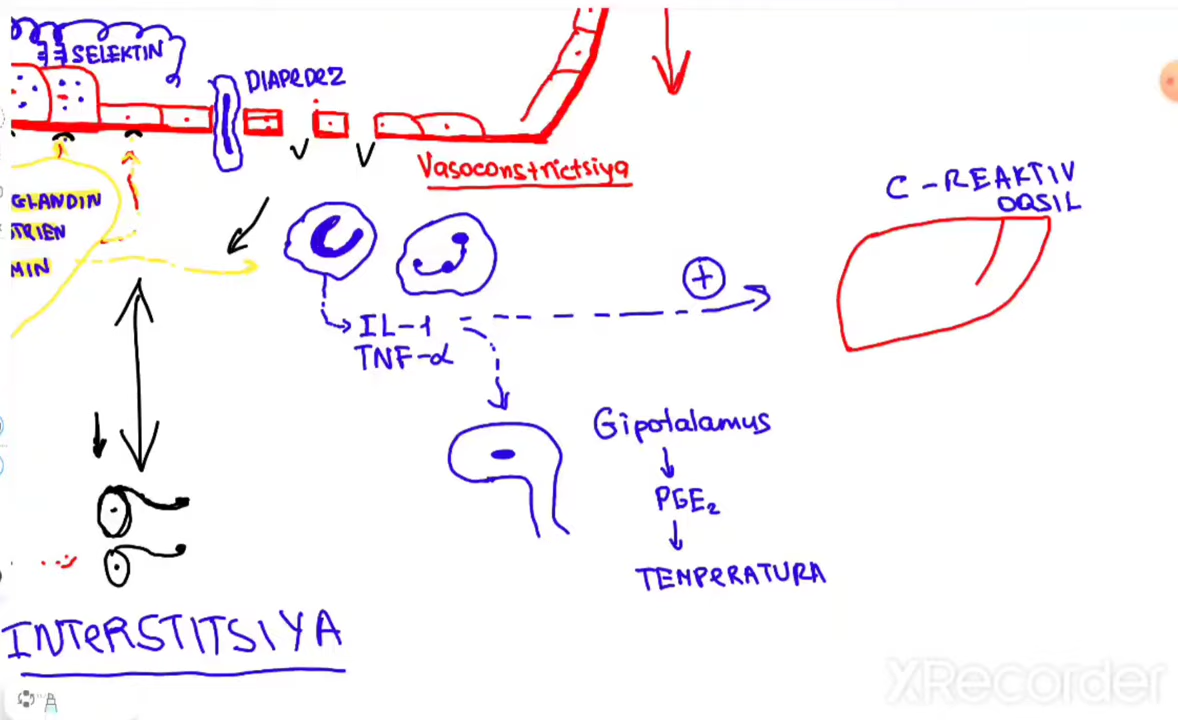 SELEKTIN
DIAPEDEZ
Vasoconstrictsiya
C-REAKTIV
OQSIL
GLANDIN
TRIEN
MIN
+
IL-1
TNF-α
Gipotalamus
PGE₂
TEMPERATURA
INTERSTITSIYA
XRecorder